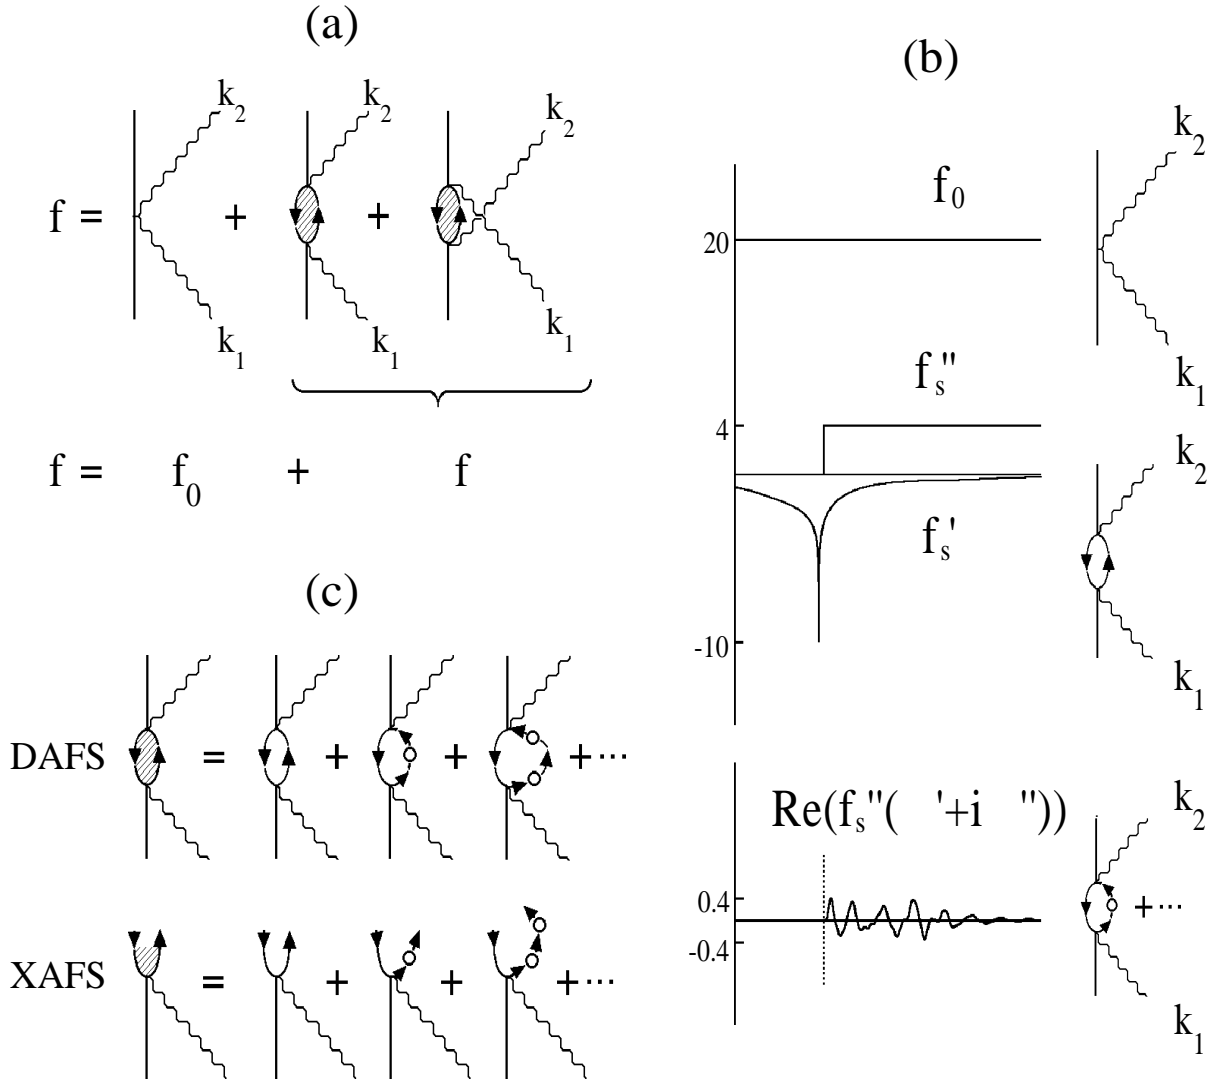 (a)
k2 k2 k2
f = + +
k1 k1 k1
f = f0 + f
(b)
k2
f0
20
k1
fs''
4
k2
fs'
-10
k1
Re(fs''( '+i ''))
k2
0.4
-0.4
+···
k1
(c)
DAFS = + + +···
XAFS = + + +···